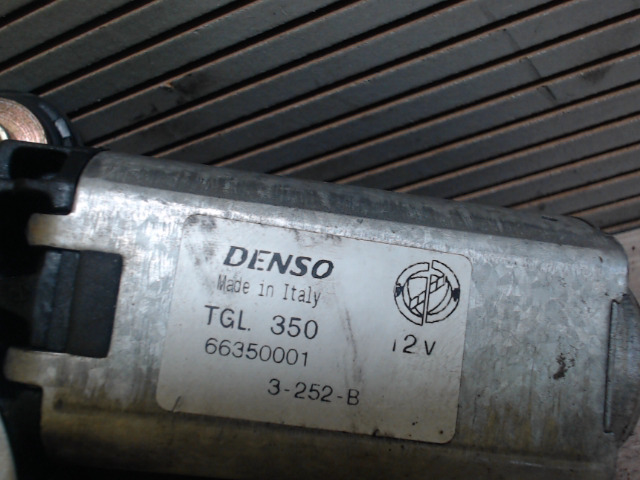 DENSO
Made in Italy
TGL. 350
12V
66350001
3-252-B